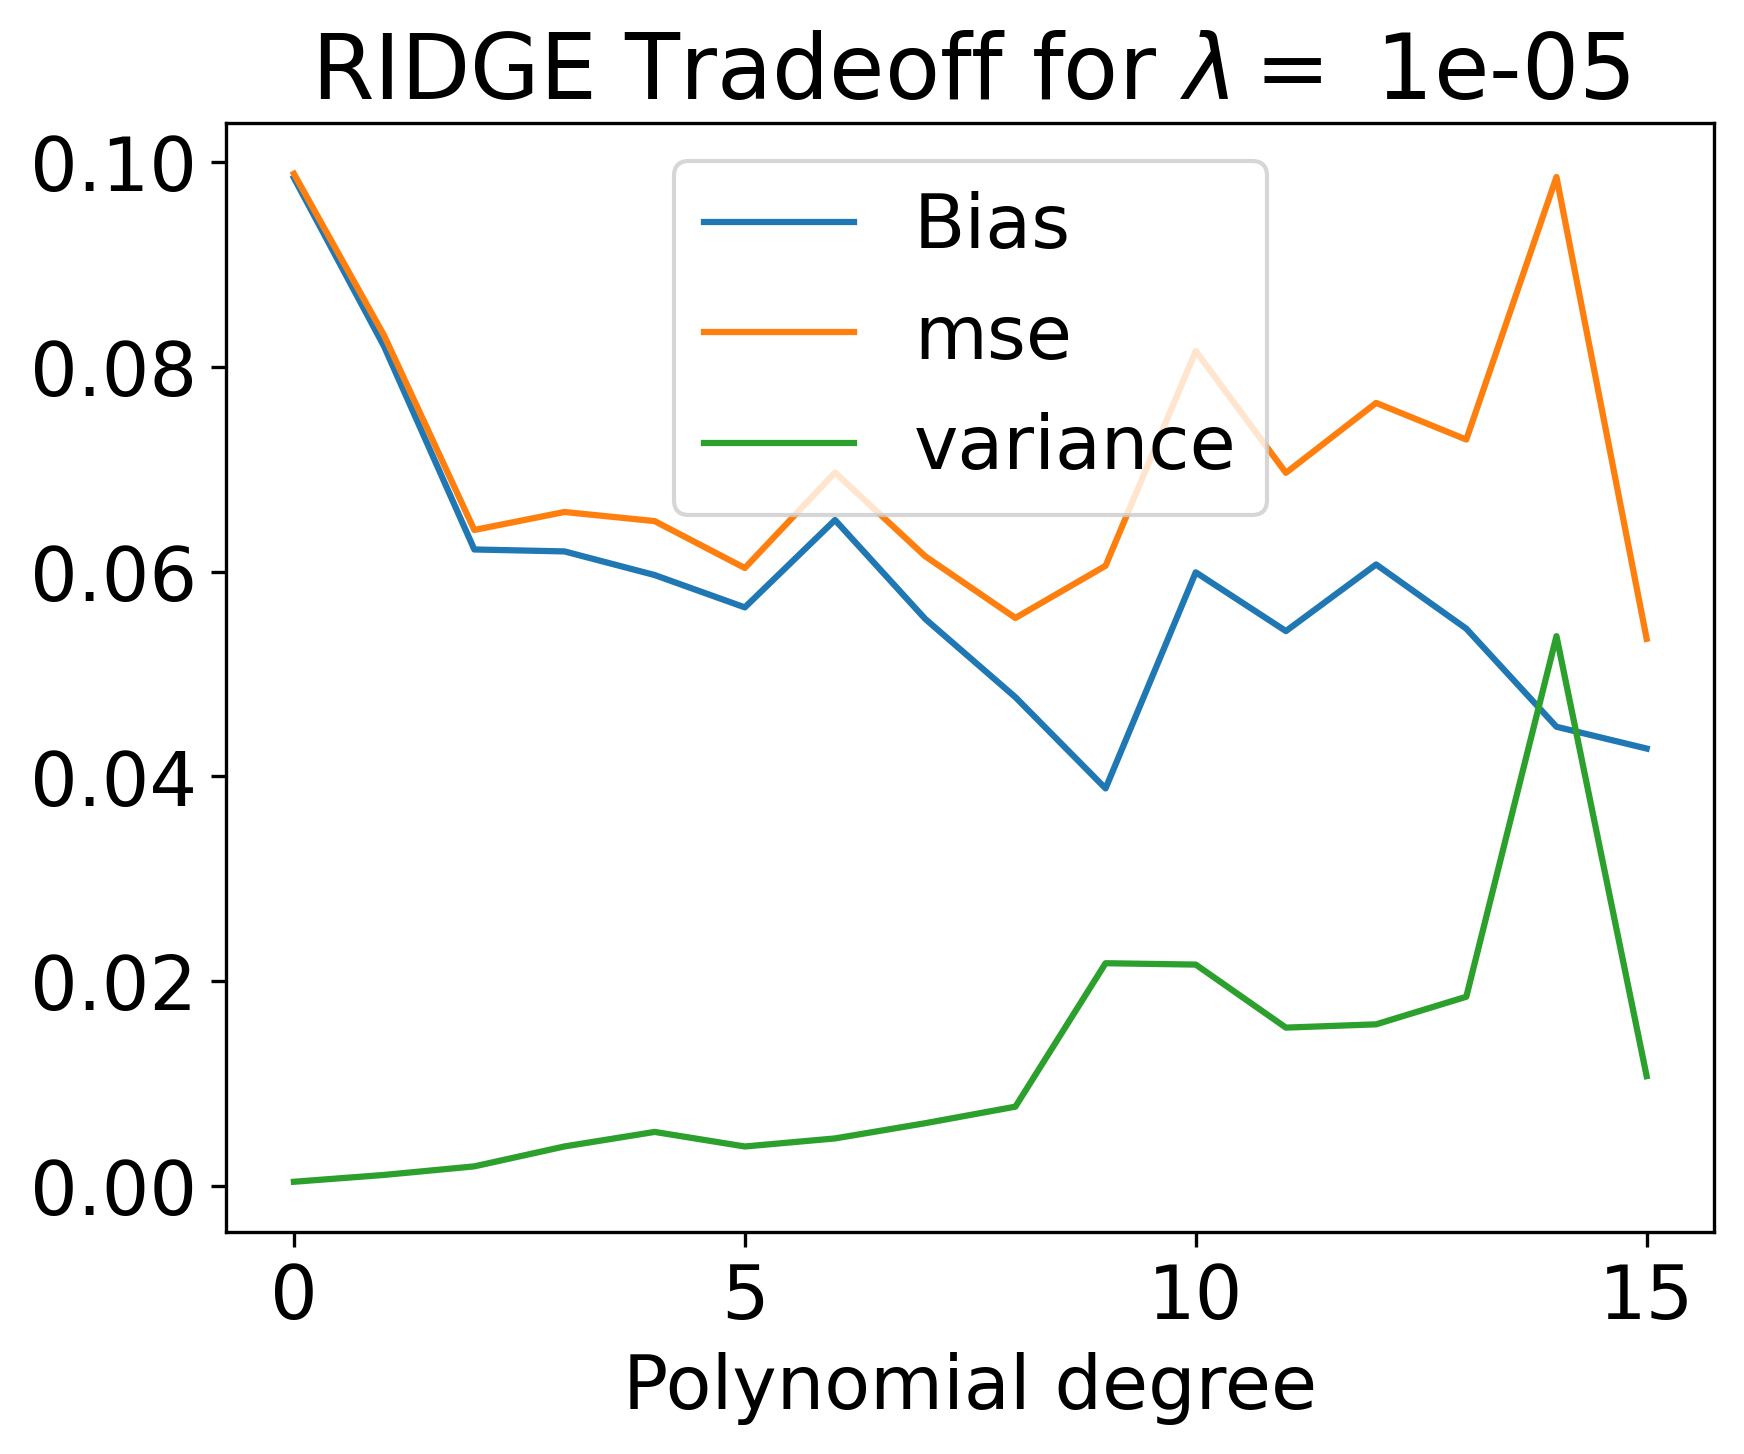 RIDGE Tradeoff for λ = 1e-05
0.10
0.08
0.06
0.04
0.02
0.00
Bias
mse
variance
0 5 10 15
Polynomial degree